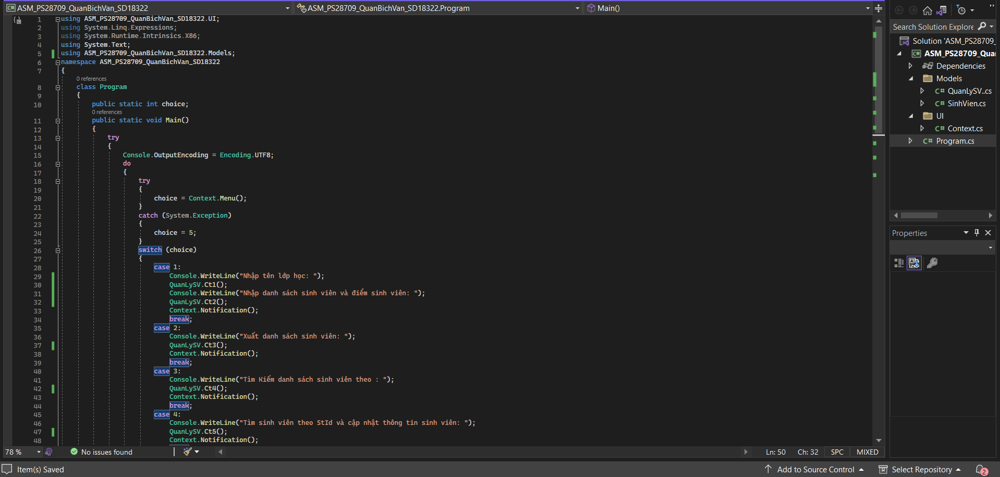 ASM_PS28709_QuanBichVan_SD18322
ASM_PS28709_QuanBichVan_SD18322.Program
Main()
1 using ASM_PS28709_QuanBichVan_SD18322.UI;
2 using System.Linq.Expressions;
3 using System.Runtime.Intrinsics.X86;
4 using System.Text;
5 using ASM_PS28709_QuanBichVan_SD18322.Models;
6 namespace ASM_PS28709_QuanBichVan_SD18322
7 {
0 references
8 class Program
9 {
10 public static int choice;
0 references
11 public static void Main()
12 {
13 try
14 {
15 Console.OutputEncoding = Encoding.UTF8;
16 do
17 {
18 try
19 {
20 choice = Context.Menu();
21 }
22 catch (System.Exception)
23 {
24 choice = 5;
25 }
26 switch (choice)
27 {
28 case 1:
29 Console.WriteLine("Nhập tên lớp học: ");
30 QuanLySV.Ct1();
31 Console.WriteLine("Nhập danh sách sinh viên và điểm sinh viên: ");
32 QuanLySV.Ct2();
33 Context.Notification();
34 break;
35 case 2:
36 Console.WriteLine("Xuất danh sách sinh viên: ");
37 QuanLySV.Ct3();
38 Context.Notification();
39 break;
40 case 3:
41 Console.WriteLine("Tìm Kiếm danh sách sinh viên theo : ");
42 QuanLySV.Ct4();
43 Context.Notification();
44 break;
45 case 4:
46 Console.WriteLine("Tìm sinh viên theo StId và cập nhật thông tin sinh viên: ");
47 QuanLySV.Ct5();
48 Context.Notification();
78 %
No issues found
Ln: 50 Ch: 32 SPC MIXED
Item(s) Saved
Add to Source Control
Select Repository
2
Search Solution Explore
Solution 'ASM_PS28709_
ASM_PS28709_Qua
Dependencies
Models
C# QuanLySV..cs
C# SinhVien.cs
UI
C# Context.cs
C# Program.cs
Properties